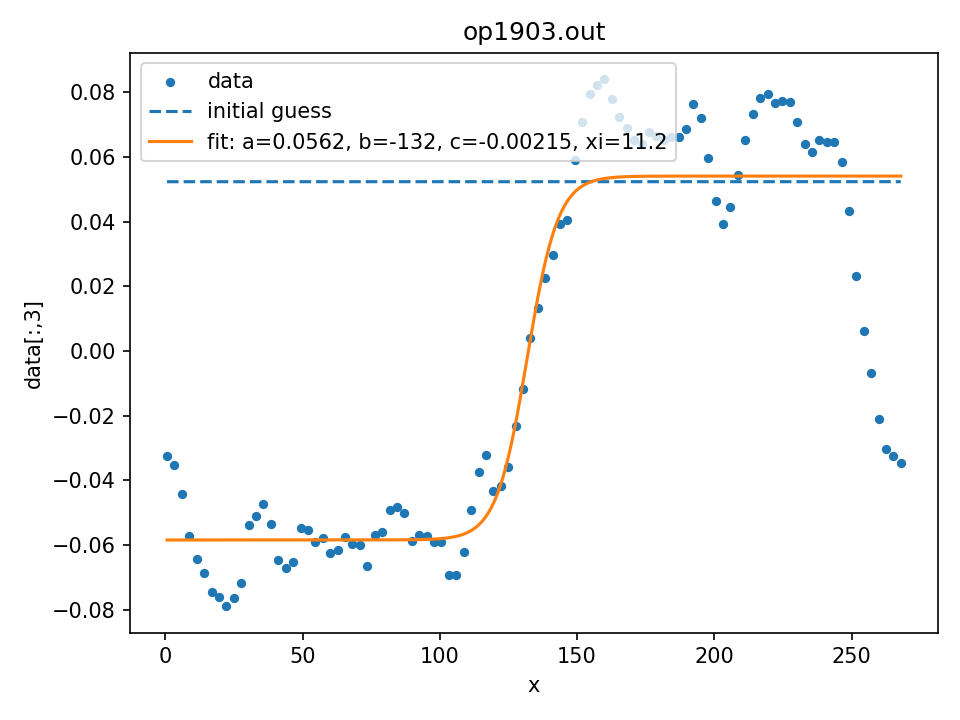 op1903.out
data
initial guess
fit: a=0.0562, b=-132, c=-0.00215, xi=11.2
0.08
0.06
0.04
0.02
0.00
−0.02
−0.04
−0.06
−0.08
data[:,3]
0 50 100 150 200 250
x